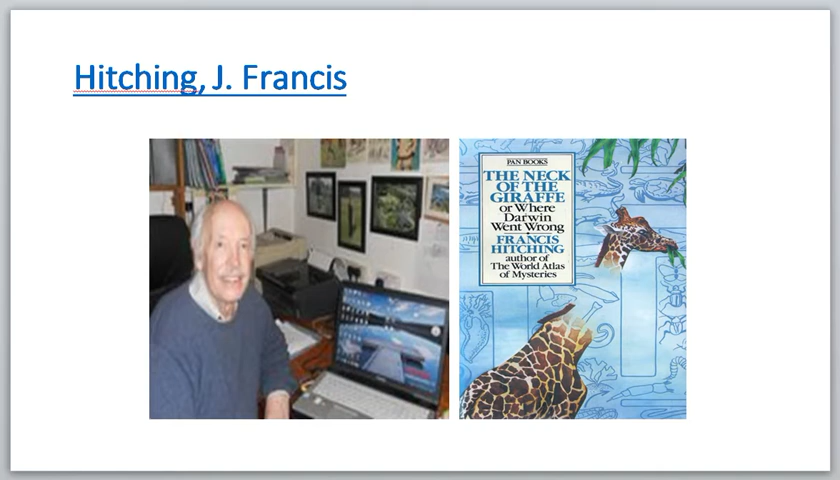 Hitching, J. Francis
PAN BOOKS
THE NECK
OF THE
GIRAFFE
or Where
Darwin
Went Wrong
FRANCIS
HITCHING
author of
The World Atlas
of Mysteries